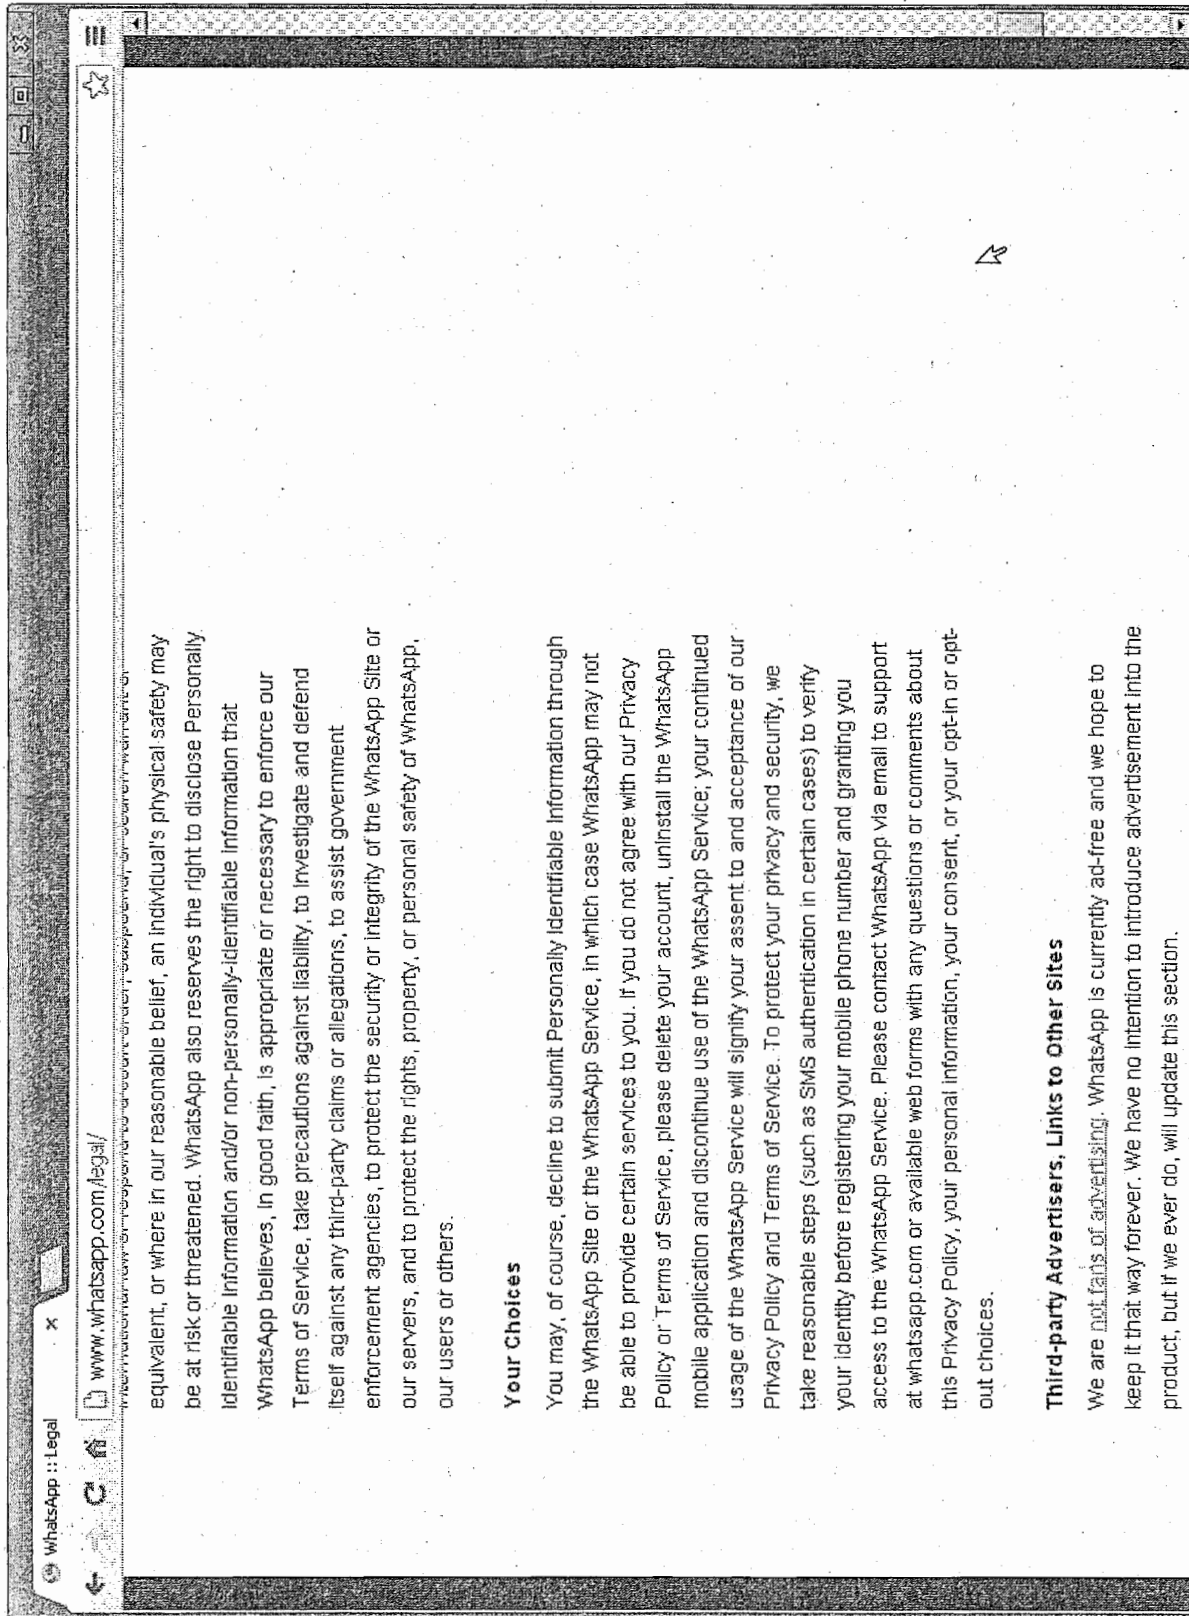 WhatsApp :: Legal
www.whatsapp.com/legal/
information law or respond to a court order, subpoena, or search warrant or
equivalent, or where in our reasonable belief, an individual's physical safety may
be at risk or threatened. WhatsApp also reserves the right to disclose Personally
Identifiable Information and/or non-personally-identifiable information that
WhatsApp believes, in good faith, is appropriate or necessary to enforce our
Terms of Service, take precautions against liability, to investigate and defend
itself against any third-party claims or allegations, to assist government
enforcement agencies, to protect the security or integrity of the WhatsApp Site or
our servers, and to protect the rights, property, or personal safety of WhatsApp,
our users or others.
Your Choices
You may, of course, decline to submit Personally Identifiable Information through
the WhatsApp Site or the WhatsApp Service, in which case WhatsApp may not
be able to provide certain services to you. If you do not agree with our Privacy
Policy or Terms of Service, please delete your account, uninstall the WhatsApp
mobile application and discontinue use of the WhatsApp Service; your continued
usage of the WhatsApp Service will signify your assent to and acceptance of our
Privacy Policy and Terms of Service. To protect your privacy and security, we
take reasonable steps (such as SMS authentication in certain cases) to verify
your identity before registering your mobile phone number and granting you
access to the WhatsApp Service. Please contact WhatsApp via email to support
at whatsapp.com or available web forms with any questions or comments about
this Privacy Policy, your personal information, your consent, or your opt-in or opt-
out choices.
Third-party Advertisers, Links to Other Sites
We are not fans of advertising. WhatsApp is currently ad-free and we hope to
keep it that way forever. We have no intention to introduce advertisement into the
product, but if we ever do, will update this section.